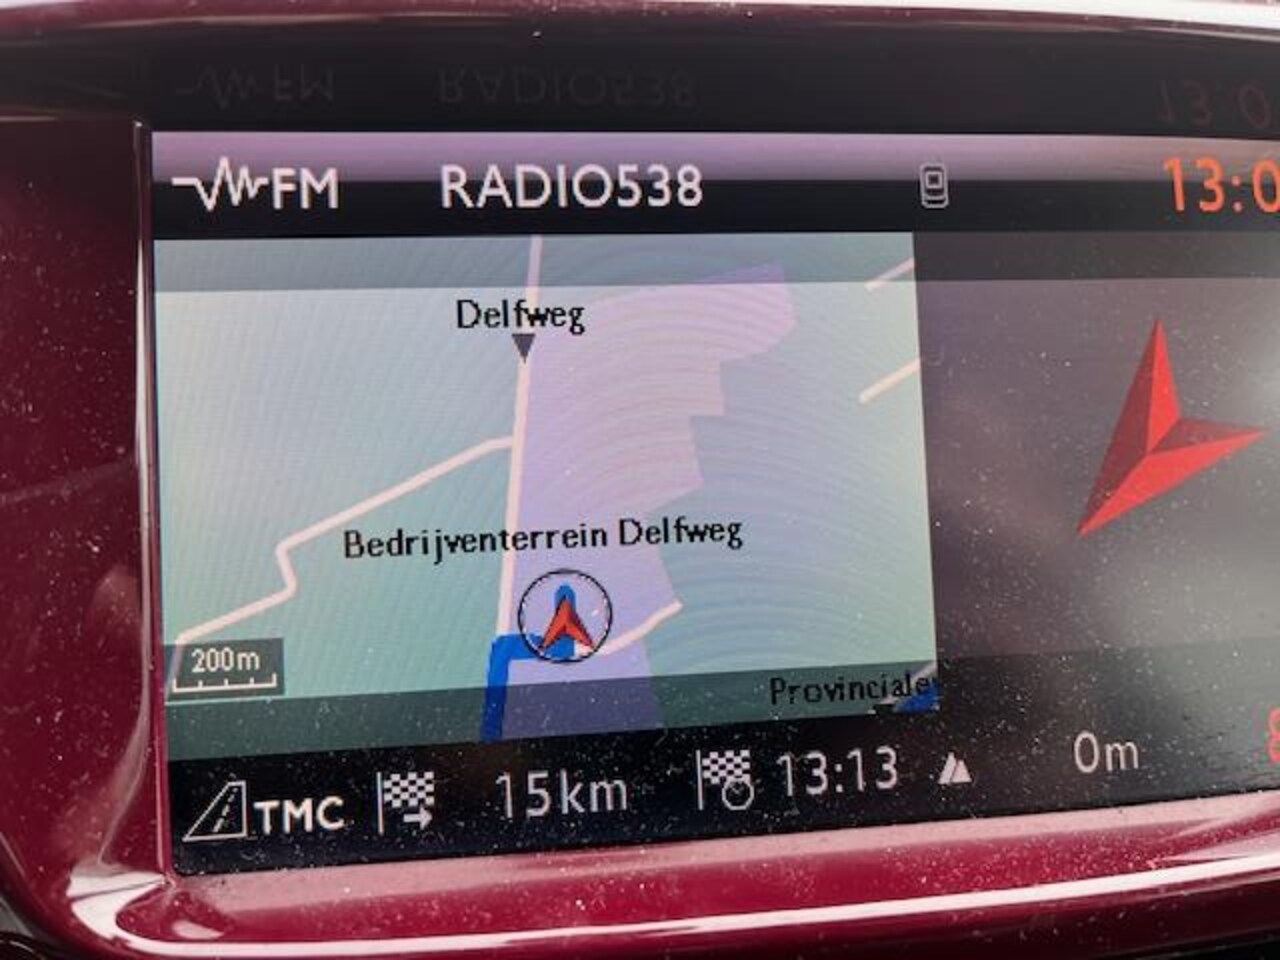 FM RADIO538 13:0
Delfweg
Bedrijventerrein Delfweg
200m
Provinciale
TMC 15km 13:13 0m